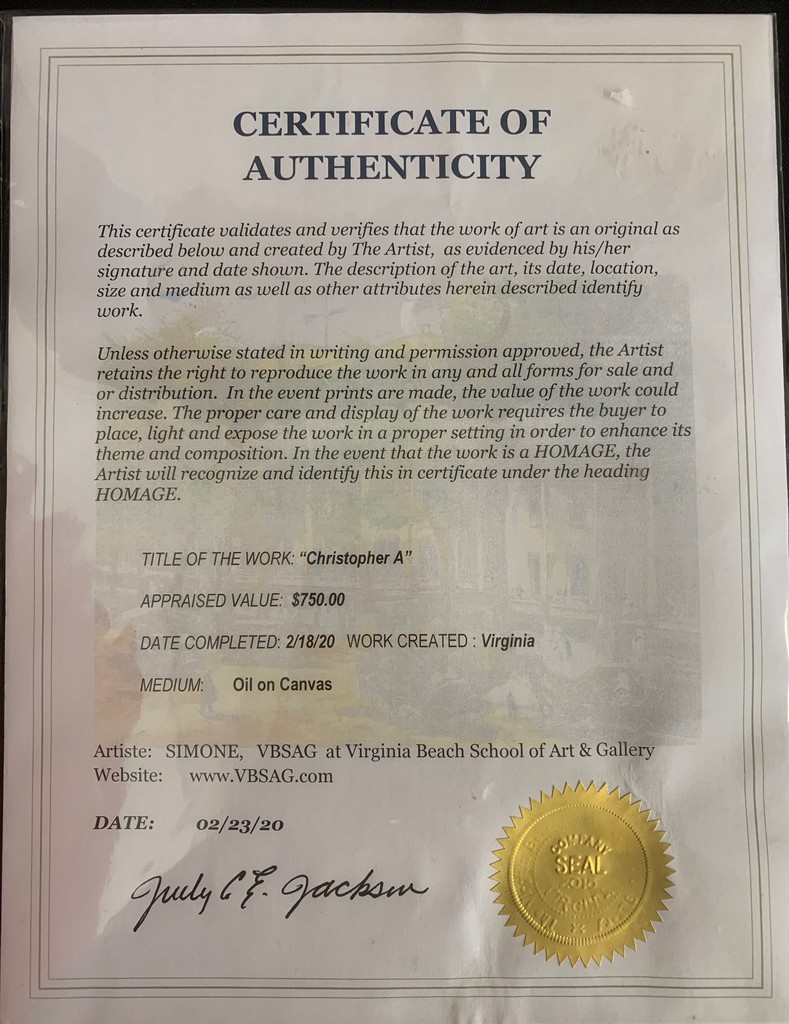 CERTIFICATE OF
AUTHENTICITY
This certificate validates and verifies that the work of art is an original as
described below and created by The Artist, as evidenced by his/her
signature and date shown. The description of the art, its date, location,
size and medium as well as other attributes herein described identify
work.
Unless otherwise stated in writing and permission approved, the Artist
retains the right to reproduce the work in any and all forms for sale and
or distribution. In the event prints are made, the value of the work could
increase. The proper care and display of the work requires the buyer to
place, light and expose the work in a proper setting in order to enhance its
theme and composition. In the event that the work is a HOMAGE, the
Artist will recognize and identify this in certificate under the heading
HOMAGE.
TITLE OF THE WORK: “Christopher A”
APPRAISED VALUE: $750.00
DATE COMPLETED: 2/18/20 WORK CREATED : Virginia
MEDIUM: Oil on Canvas
Artiste: SIMONE, VBSAG at Virginia Beach School of Art & Gallery
Website: www.VBSAG.com
DATE: 02/23/20
Judy C E. Jackson
COMPANY
SEAL
2015
VIRGINIA